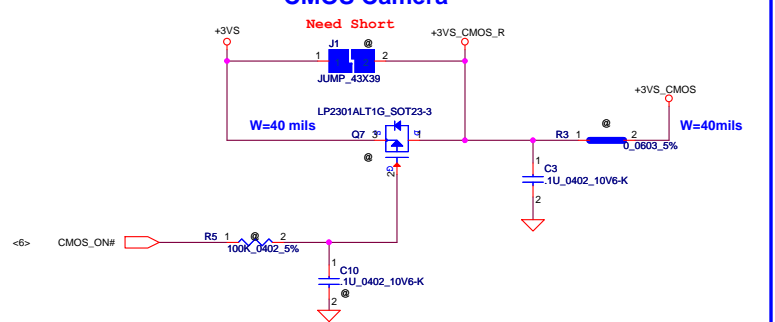 CMOS Camera
Need Short
+3VS
+3VS_CMOS_R
J1
@
1
2
1
2
JUMP_43X39
+3VS_CMOS
LP2301ALT1G_SOT23-3
W=40 mils
Q7
3
S
D
1
R3
1
@
2
W=40mils
0_0603_5%
@
G
2
1
C3
.1U_0402_10V6-K
2
<6>
CMOS_ON#
R5
1
@
2
100K_0402_5%
1
C10
.1U_0402_10V6-K
@
2